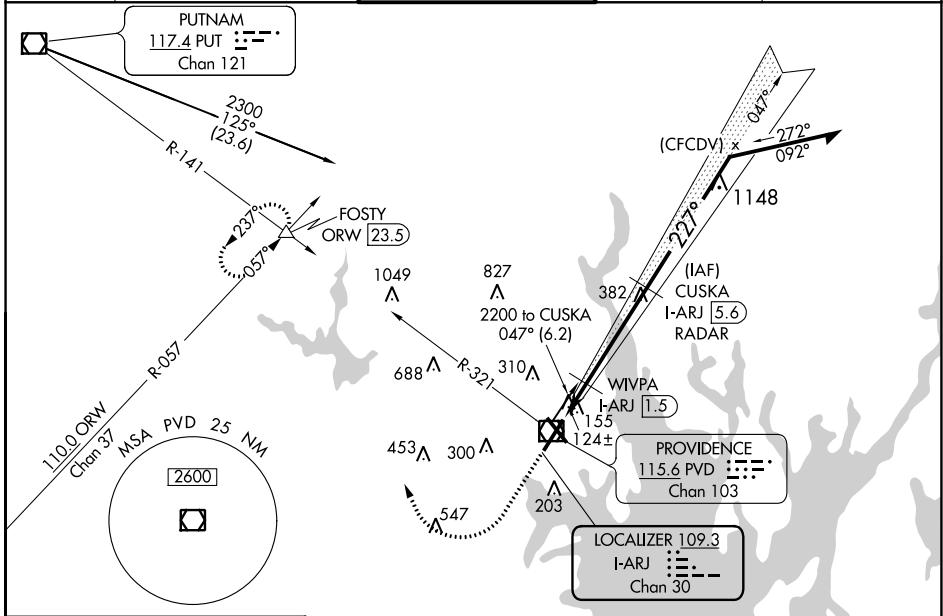 PUTNAM
117.4 PUT
Chan 121
2300
125°
(23.6)
R-141
237°
057°
FOSTY
ORW 23.5
R-057
110.0 ORW
Chan 37
MSA PVD 25 NM
2600
1049
827
2200 to CUSKA
047° (6.2)
R-321
688
310
453
300
547
203
155
124±
WIVPA
I-ARJ 1.5
382
(IAF)
CUSKA
I-ARJ 5.6
RADAR
227°
1148
(CFCDV) x
272°
092°
047°
PROVIDENCE
115.6 PVD
Chan 103
LOCALIZER 109.3
I-ARJ
Chan 30